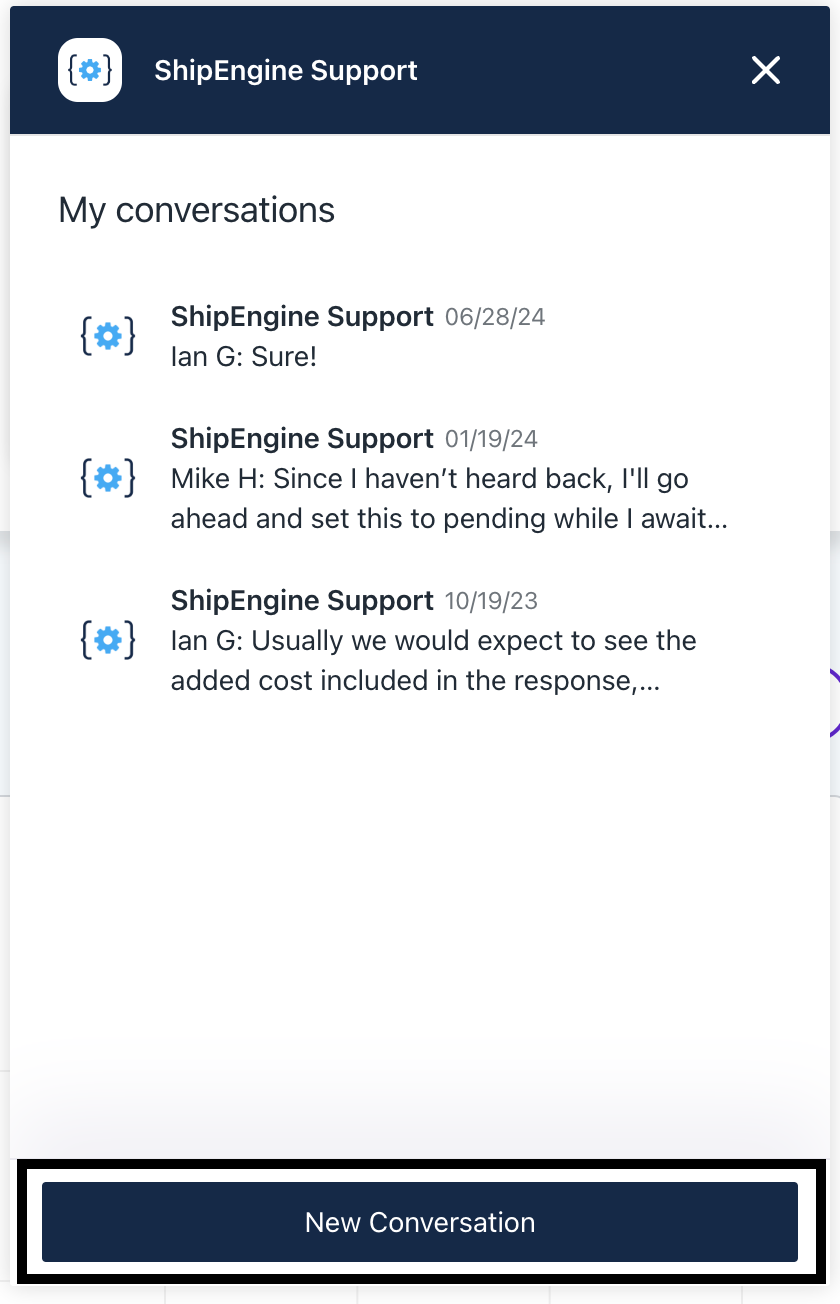 ShipEngine Support
My conversations
ShipEngine Support 06/28/24
Ian G: Sure!
ShipEngine Support 01/19/24
Mike H: Since I haven’t heard back, I'll go
ahead and set this to pending while I await...
ShipEngine Support 10/19/23
Ian G: Usually we would expect to see the
added cost included in the response,...
New Conversation